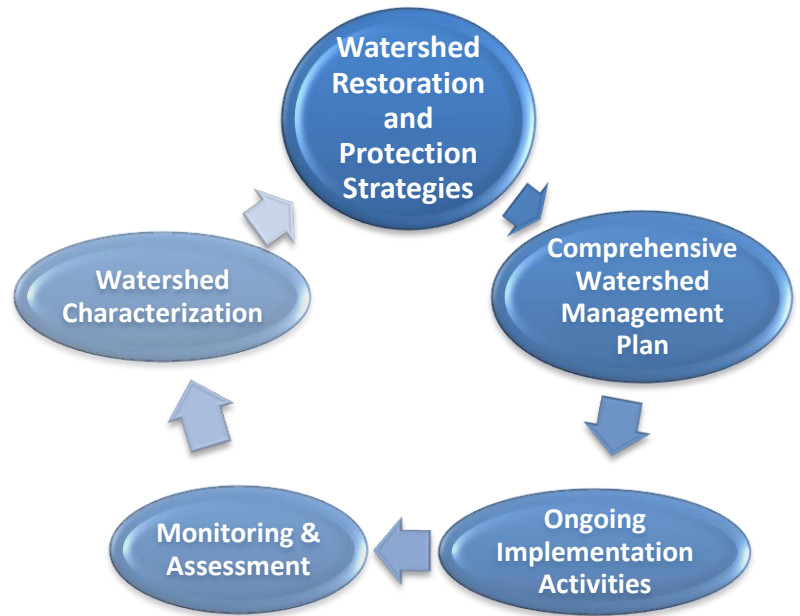 Watershed
Restoration
and
Protection
Strategies
Comprehensive
Watershed
Management
Plan
Ongoing
Implementation
Activities
Monitoring &
Assessment
Watershed
Characterization